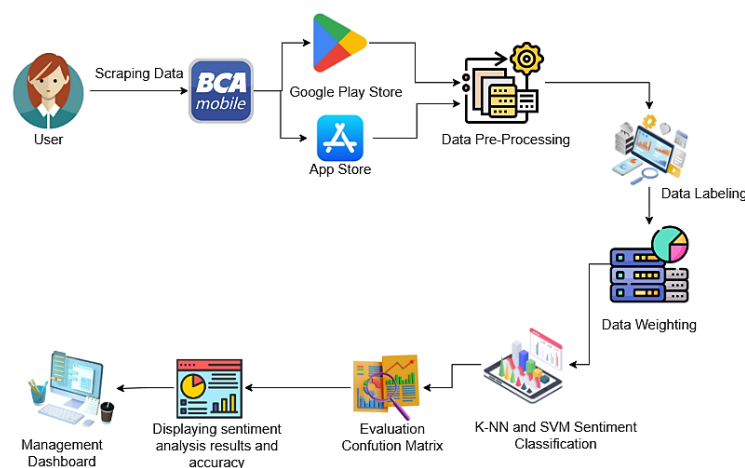 Scraping Data
BCA
mobile
Google Play Store
User
App Store
Data Pre-Processing
Data Labeling
Data Weighting
K-NN and SVM Sentiment
Classification
Evaluation
Confution Matrix
Displaying sentiment
analysis results and
accuracy
Management
Dashboard